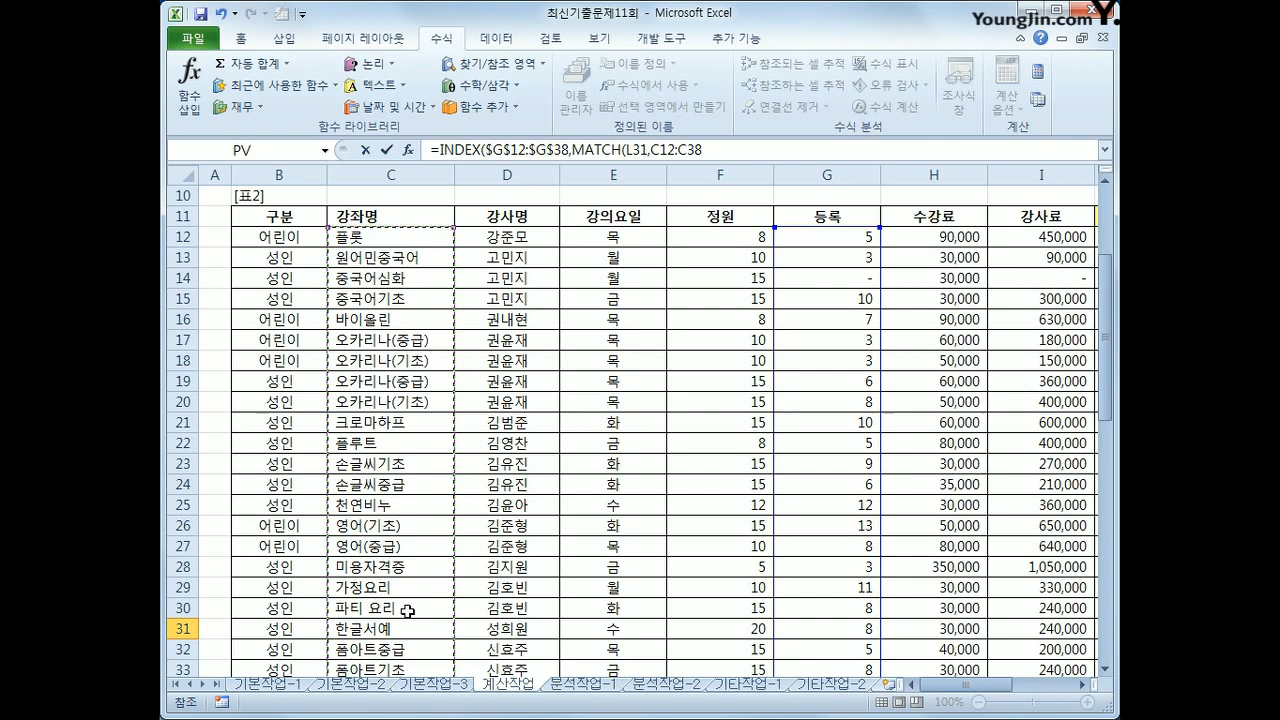 최신기출문제11회 - Microsoft Excel
YoungJin.com Y.
파일 홈 삽입 페이지 레이아웃 수식 데이터 검토 보기 개발 도구 추가 기능
fx 함수 삽입
Σ 자동 합계
최근에 사용한 함수
재무
논리
텍스트
날짜 및 시간
찾기/참조 영역
수학/삼각
함수 추가
함수 라이브러리
이름 관리자
이름 정의
수식에서 사용
선택 영역에서 만들기
정의된 이름
참조되는 셀 추적
참조하는 셀 추적
연결선 제거
수식 표시
오류 검사
수식 계산
조사식 창
수식 분석
계산 옵션
계산
PV fx =INDEX($G$12:$G$38,MATCH(L31,C12:C38
A B C D E F G H I
10 [표2]
11 구분 강좌명 강사명 강의요일 정원 등록 수강료 강사료
12 어린이 플룻 강준모 목 8 5 90,000 450,000
13 성인 원어민중국어 고민지 월 10 3 30,000 90,000
14 성인 중국어심화 고민지 월 15 - 30,000 -
15 성인 중국어기초 고민지 금 15 10 30,000 300,000
16 어린이 바이올린 권내현 목 8 7 90,000 630,000
17 어린이 오카리나(중급) 권윤재 목 10 3 60,000 180,000
18 어린이 오카리나(기초) 권윤재 목 10 3 50,000 150,000
19 성인 오카리나(중급) 권윤재 목 15 6 60,000 360,000
20 성인 오카리나(기초) 권윤재 목 15 8 50,000 400,000
21 성인 크로마하프 김범준 화 15 10 60,000 600,000
22 성인 플루트 김영찬 금 8 5 80,000 400,000
23 성인 손글씨기초 김유진 화 15 9 30,000 270,000
24 성인 손글씨중급 김유진 화 15 6 35,000 210,000
25 성인 천연비누 김윤아 수 12 12 30,000 360,000
26 어린이 영어(기초) 김준형 화 15 13 50,000 650,000
27 어린이 영어(중급) 김준형 목 10 8 80,000 640,000
28 성인 미용자격증 김지원 금 5 3 350,000 1,050,000
29 성인 가정요리 김호빈 월 10 11 30,000 330,000
30 성인 파티 요리 김호빈 화 15 8 30,000 240,000
31 성인 한글서예 성희원 수 20 8 30,000 240,000
32 성인 폼아트중급 신효주 목 15 5 40,000 200,000
33 성인 폼아트기초 신효주 금 15 8 30,000 240,000
기본작업-1 기본작업-2 기본작업-3 계산작업 분석작업-1 분석작업-2 기타작업-1 기타작업-2
참조 100%